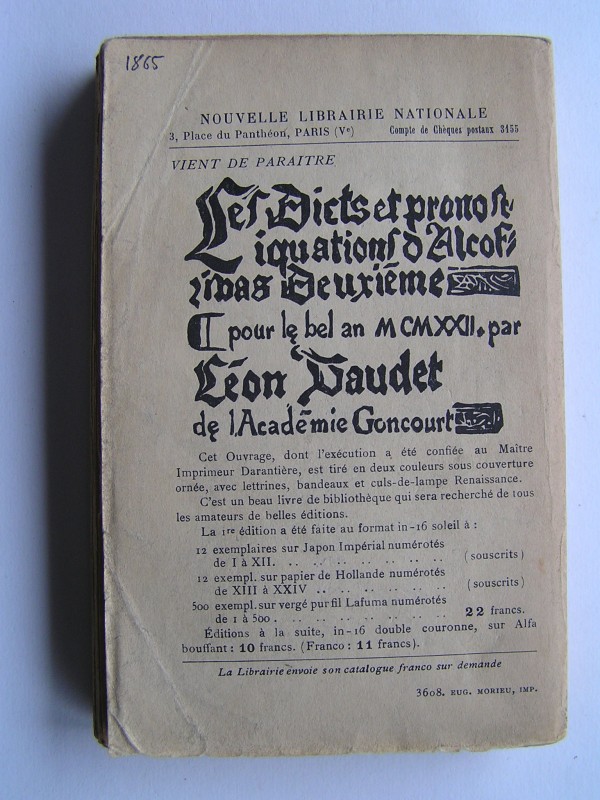 1865
NOUVELLE LIBRAIRIE NATIONALE
3, Place du Panthéon, PARIS (Ve) Compte de Chèques postaux 3155
VIENT DE PARAITRE
Les Dicts et pronost-
iquations d'Alcof-
ribas Deuxième
pour le bel an MCMXXII. par
Léon Daudet
de l'Académie Goncourt
Cet Ouvrage, dont l'exécution a été confiée au Maître
Imprimeur Darantière, est tiré en deux couleurs sous couverture
ornée, avec lettrines, bandeaux et culs-de-lampe Renaissance.
C'est un beau livre de bibliothèque qui sera recherché de tous
les amateurs de belles éditions.
La 1re édition a été faite au format in-16 soleil à :
12 exemplaires sur Japon Impérial numérotés
de I à XII. .. .. .. .. .. .. .. (souscrits)
12 exempl. sur papier de Hollande numérotés
de XIII à XXIV .. .. .. .. .. .. (souscrits)
500 exempl. sur vergé pur fil Lafuma numérotés
de 1 à 500 . .. .. .. .. .. .. .. 22 francs.
Éditions à la suite, in-16 double couronne, sur Alfa
bouffant : 10 francs. (Franco : 11 francs).
La Librairie envoie son catalogue franco sur demande
3608. EUG. MORIEU, IMP.